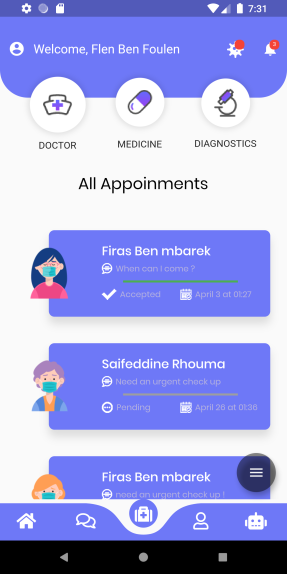 7:31
Welcome, Flen Ben Foulen
3
DOCTOR
MEDICINE
DIAGNOSTICS
All Appoinments
Firas Ben mbarek
When can I come ?
Accepted
April 3 at 01:27
Saifeddine Rhouma
Need an urgent check up
Pending
April 26 at 01:36
Firas Ben mbarek
need an urgent check up !